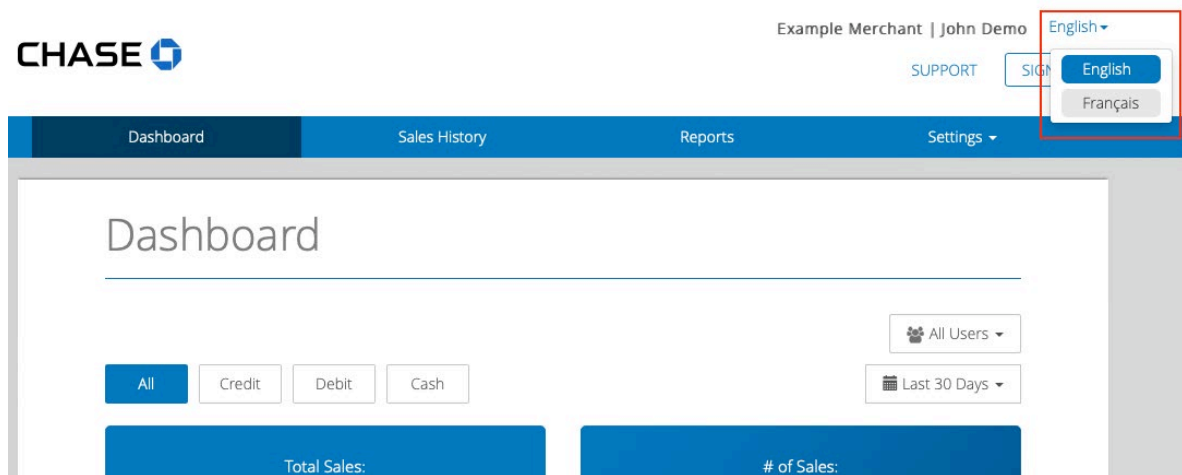 Example Merchant | John Demo English
CHASE
SUPPORT
English
Français
Dashboard Sales History Reports Settings
Dashboard
All Users
All Credit Debit Cash Last 30 Days
Total Sales: # of Sales: